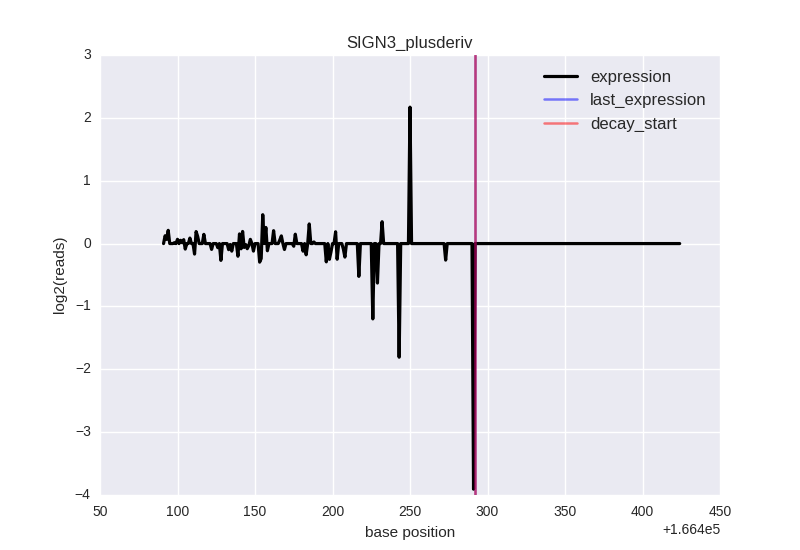 SIGN3_plusderiv
3
2
1
0
−1
−2
−3
−4
log2(reads)
expression
last_expression
decay_start
50 100 150 200 250 300 350 400 450
+1.664e5
base position